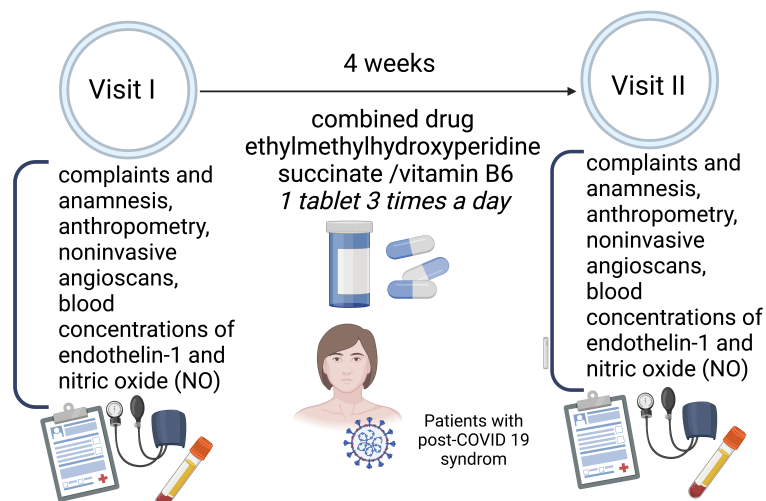 Visit I
4 weeks
Visit II
combined drug
ethylmethylhydroxyperidine
succinate /vitamin B6
1 tablet 3 times a day
complaints and
anamnesis,
anthropometry,
noninvasive
angioscans,
blood
concentrations of
endothelin-1 and
nitric oxide (NO)
complaints and
anamnesis,
anthropometry,
noninvasive
angioscans,
blood
concentrations of
endothelin-1 and
nitric oxide (NO)
Patients with
post-COVID 19
syndrom